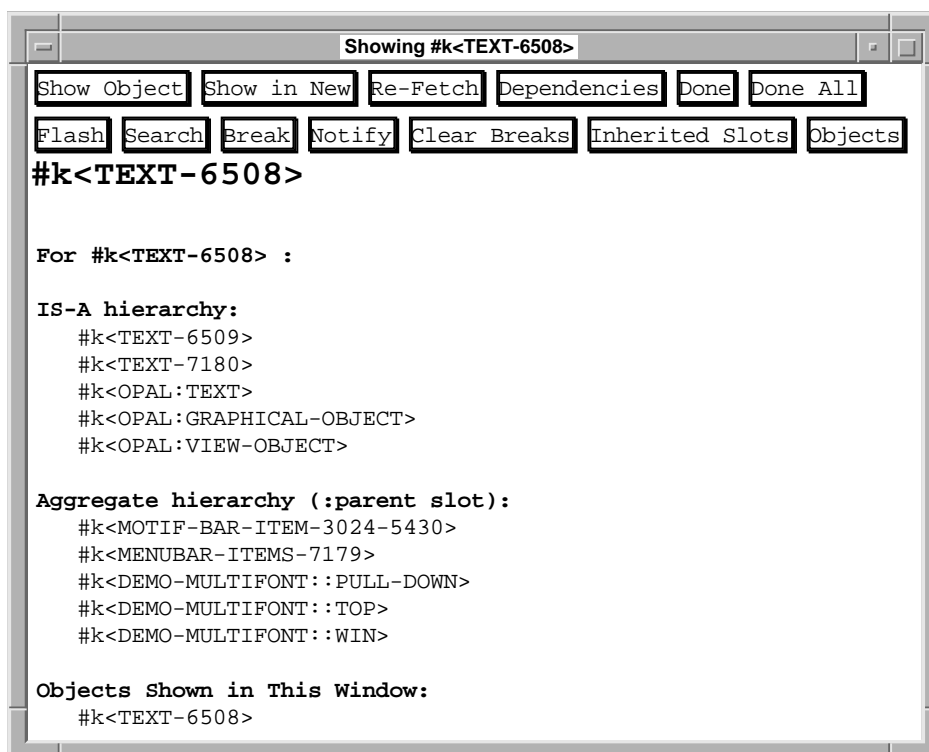 Showing #k<TEXT-6508>
Show Object Show in New Re-Fetch Dependencies Done Done All
Flash Search Break Notify Clear Breaks Inherited Slots Objects
#k<TEXT-6508>
For #k<TEXT-6508> :
IS-A hierarchy:
#k<TEXT-6509>
#k<TEXT-7180>
#k<OPAL:TEXT>
#k<OPAL:GRAPHICAL-OBJECT>
#k<OPAL:VIEW-OBJECT>
Aggregate hierarchy (:parent slot):
#k<MOTIF-BAR-ITEM-3024-5430>
#k<MENUBAR-ITEMS-7179>
#k<DEMO-MULTIFONT::PULL-DOWN>
#k<DEMO-MULTIFONT::TOP>
#k<DEMO-MULTIFONT::WIN>
Objects Shown in This Window:
#k<TEXT-6508>